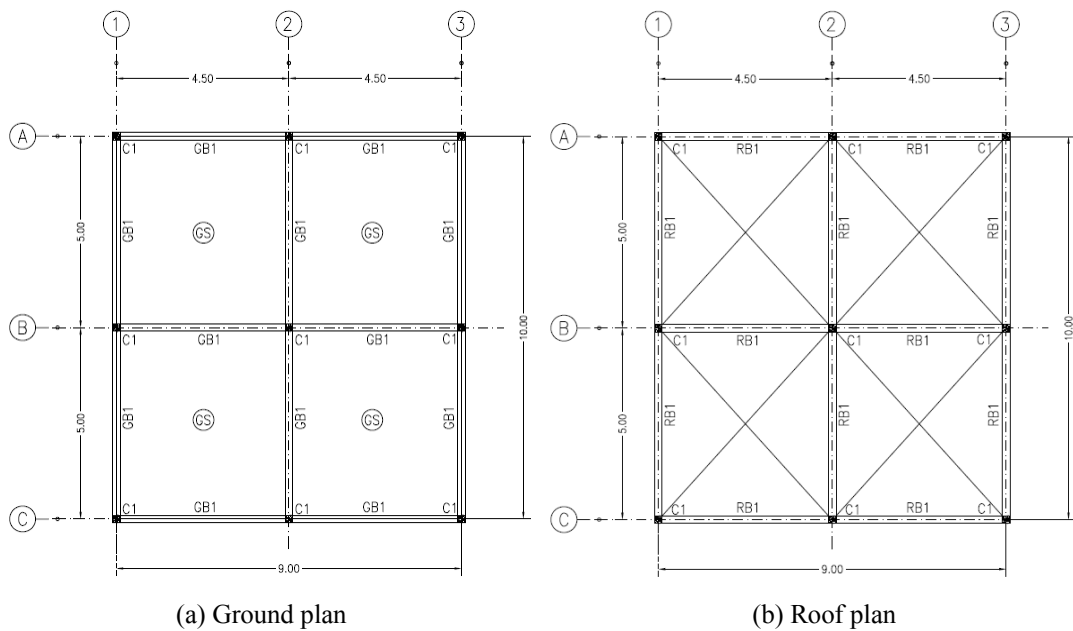 1 2 3
4.50 4.50
A
C1 GB1 C1 GB1 C1
GB1 GB1 GB1
GS GS
5.00
10.00
B
C1 GB1 C1 GB1 C1
GB1 GB1 GB1
GS GS
5.00
C1 GB1 C1 GB1 C1
C
9.00
(a) Ground plan
1 2 3
4.50 4.50
A
C1 RB1 C1 RB1 C1
RB1 RB1 RB1
5.00
10.00
B
C1 RB1 C1 RB1 C1
RB1 RB1 RB1
5.00
C1 RB1 C1 RB1 C1
C
9.00
(b) Roof plan